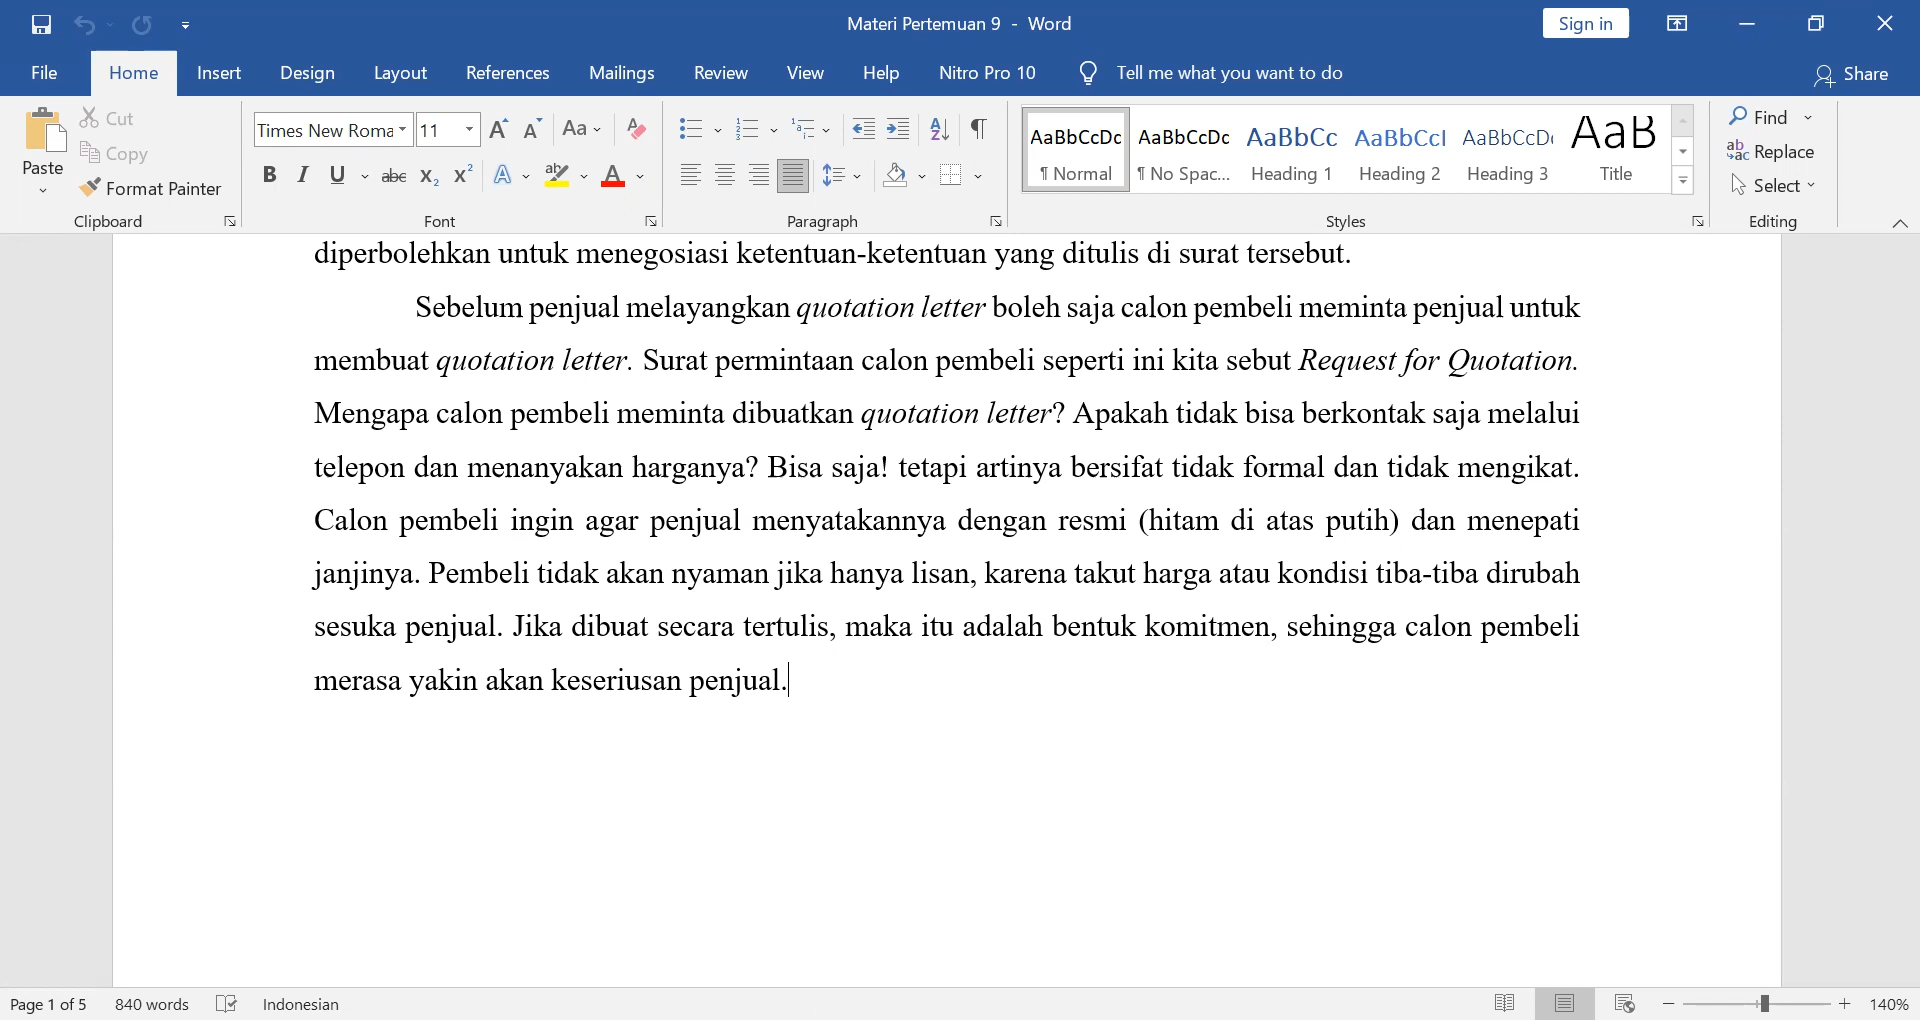 Materi Pertemuan 9 - Word
Sign in
File Home Insert Design Layout References Mailings Review View Help Nitro Pro 10 Tell me what you want to do Share
Paste
Cut
Copy
Format Painter
Clipboard
Times New Roma 11
Aa
B I U abc X₂ X² A ab A
Font
Paragraph
AaBbCcDc AaBbCcDc AaBbCc AaBbCcI AaBbCcD AaB
¶ Normal ¶ No Spac... Heading 1 Heading 2 Heading 3 Title
Styles
Find
Replace
Select
Editing
diperbolehkan untuk menegosiasi ketentuan-ketentuan yang ditulis di surat tersebut.
Sebelum penjual melayangkan quotation letter boleh saja calon pembeli meminta penjual untuk
membuat quotation letter. Surat permintaan calon pembeli seperti ini kita sebut Request for Quotation.
Mengapa calon pembeli meminta dibuatkan quotation letter? Apakah tidak bisa berkontak saja melalui
telepon dan menanyakan harganya? Bisa saja! tetapi artinya bersifat tidak formal dan tidak mengikat.
Calon pembeli ingin agar penjual menyatakannya dengan resmi (hitam di atas putih) dan menepati
janjinya. Pembeli tidak akan nyaman jika hanya lisan, karena takut harga atau kondisi tiba-tiba dirubah
sesuka penjual. Jika dibuat secara tertulis, maka itu adalah bentuk komitmen, sehingga calon pembeli
merasa yakin akan keseriusan penjual.
Page 1 of 5 840 words Indonesian 140%